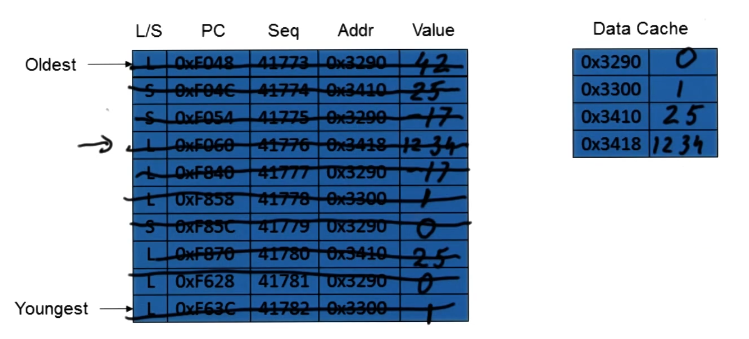 L/S PC Seq Addr Value Data Cache
Oldest L 0xF048 41773 0x3290 42 0x3290 0
S 0xF04C 41774 0x3410 25 0x3300 1
S 0xF054 41775 0x3290 -17 0x3410 25
L 0xF060 41776 0x3418 1234 0x3418 1234
L 0xF840 41777 0x3290 -17
L 0xF858 41778 0x3300 1
S 0xF85C 41779 0x3290 0
L 0xF870 41780 0x3410 25
L 0xF628 41781 0x3290 0
Youngest L 0xF63C 41782 0x3300 1